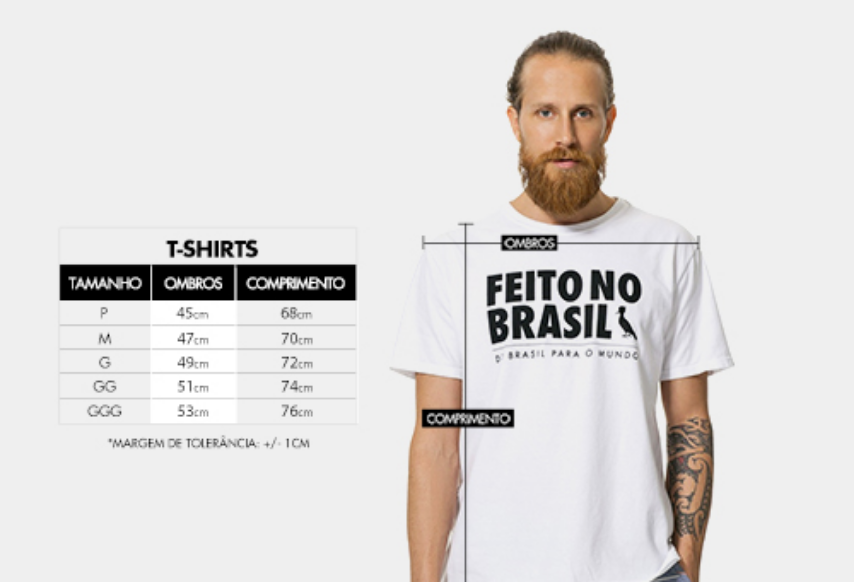 T-SHIRTS
TAMANHO OMBROS COMPRIMENTO
P 45cm 68cm
M 47cm 70cm
G 49cm 72cm
GG 51cm 74cm
GGG 53cm 76cm
*MARGEM DE TOLERÂNCIA: +/- 1CM
OMBROS
FEITO NO
BRASIL
DO BRASIL PARA O MUNDO
COMPRIMENTO